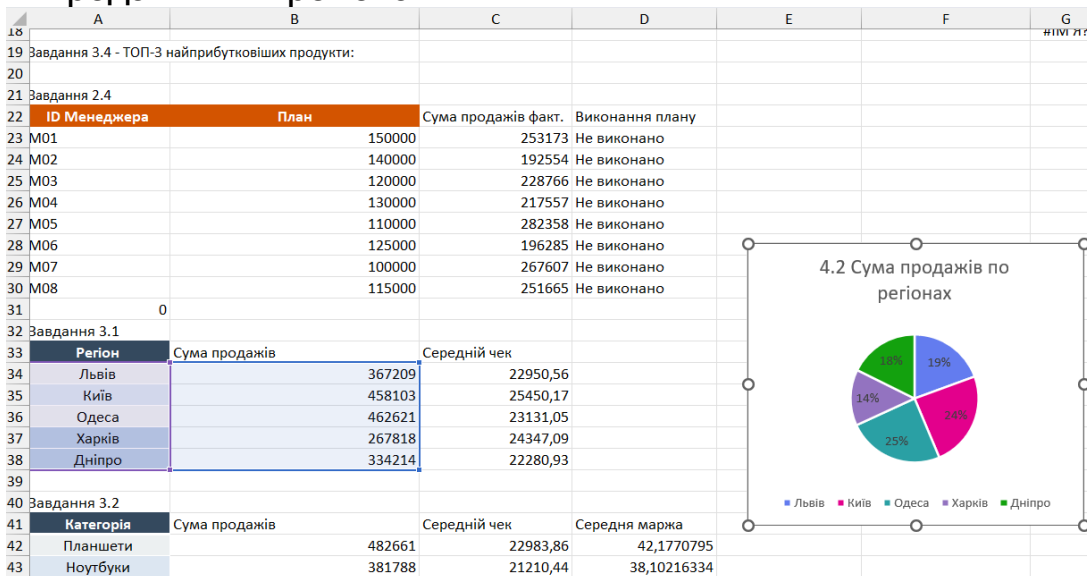 A B C D E F G
18 #ІМ'Я?
19 Завдання 3.4 - ТОП-3 найприбутковіших продукти:
20
21 Завдання 2.4
22 ID Менеджера План Сума продажів факт. Виконання плану
23 M01 150000 253173 Не виконано
24 M02 140000 192554 Не виконано
25 M03 120000 228766 Не виконано
26 M04 130000 217557 Не виконано
27 M05 110000 282358 Не виконано
28 M06 125000 196285 Не виконано
29 M07 100000 267607 Не виконано
30 M08 115000 251665 Не виконано
31 0
32 Завдання 3.1
33 Регіон Сума продажів Середній чек
34 Львів 367209 22950,56
35 Київ 458103 25450,17
36 Одеса 462621 23131,05
37 Харків 267818 24347,09
38 Дніпро 334214 22280,93
39
40 Завдання 3.2
41 Категорія Сума продажів Середній чек Середня маржа
42 Планшети 482661 22983,86 42,1770795
43 Ноутбуки 381788 21210,44 38,10216334
4.2 Сума продажів по
регіонах
18% 19%
14% 24%
25%
Львів Київ Одеса Харків Дніпро